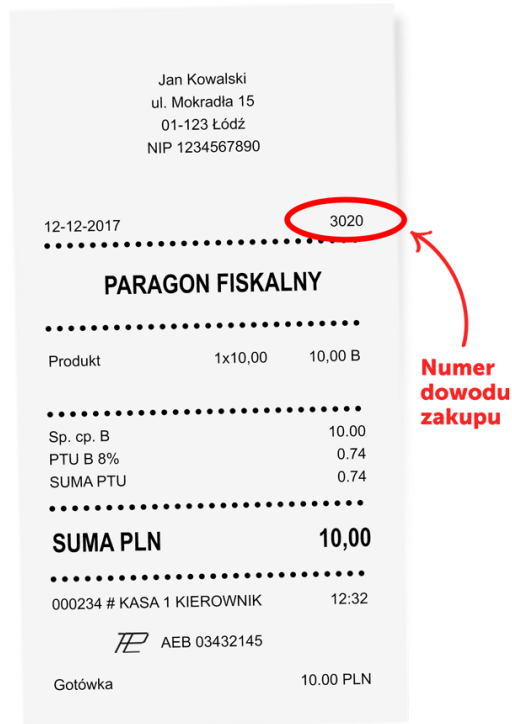 Jan Kowalski
ul. Mokradła 15
01-123 Łódź
NIP 1234567890
12-12-2017 3020
PARAGON FISKALNY
Produkt 1x10,00 10,00 B
Sp. cp. B 10.00
PTU B 8% 0.74
SUMA PTU 0.74
SUMA PLN 10,00
000234 # KASA 1 KIEROWNIK 12:32
AEB 03432145
Gotówka 10.00 PLN
Numer
dowodu
zakupu